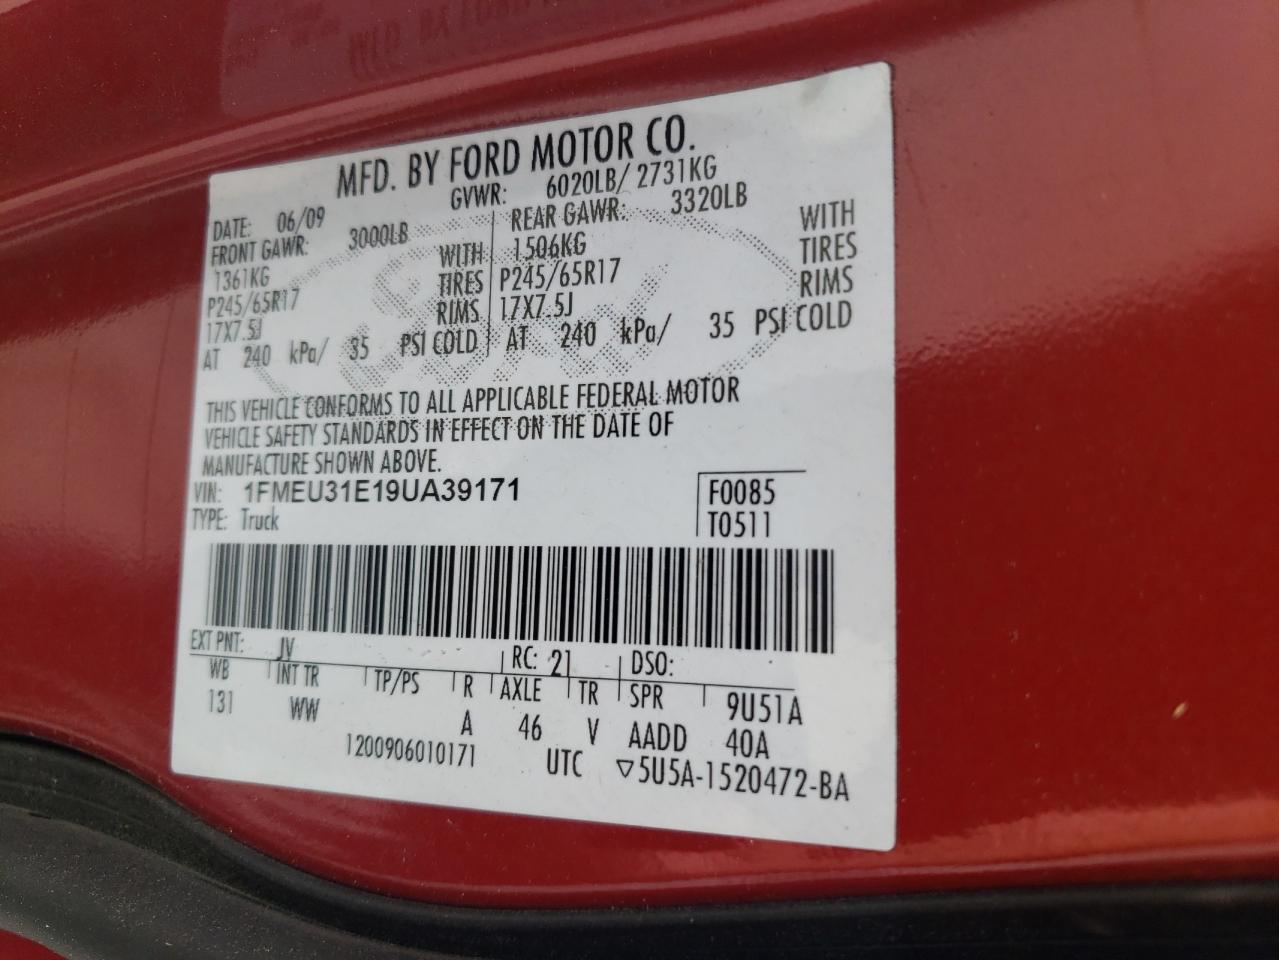 MFD. BY FORD MOTOR CO.
DATE: 06/09 GVWR: 6020LB/ 2731KG
FRONT GAWR: 3000LB REAR GAWR: 3320LB
1361KG WITH 1506KG WITH
P245/65R17 TIRES P245/65R17 TIRES
17X7.5J RIMS 17X7.5J RIMS
AT 240 kPa/ 35 PSI COLD AT 240 kPa/ 35 PSI COLD
THIS VEHICLE CONFORMS TO ALL APPLICABLE FEDERAL MOTOR
VEHICLE SAFETY STANDARDS IN EFFECT ON THE DATE OF
MANUFACTURE SHOWN ABOVE.
VIN: 1FMEU31E19UA39171 F0085
TYPE: Truck T0511
EXT PNT: JV RC: 21 DSO:
WB INT TR TP/PS R AXLE TR SPR 9U51A
131 WW A 46 V AADD 40A
1200906010171 UTC ▽5U5A-1520472-BA